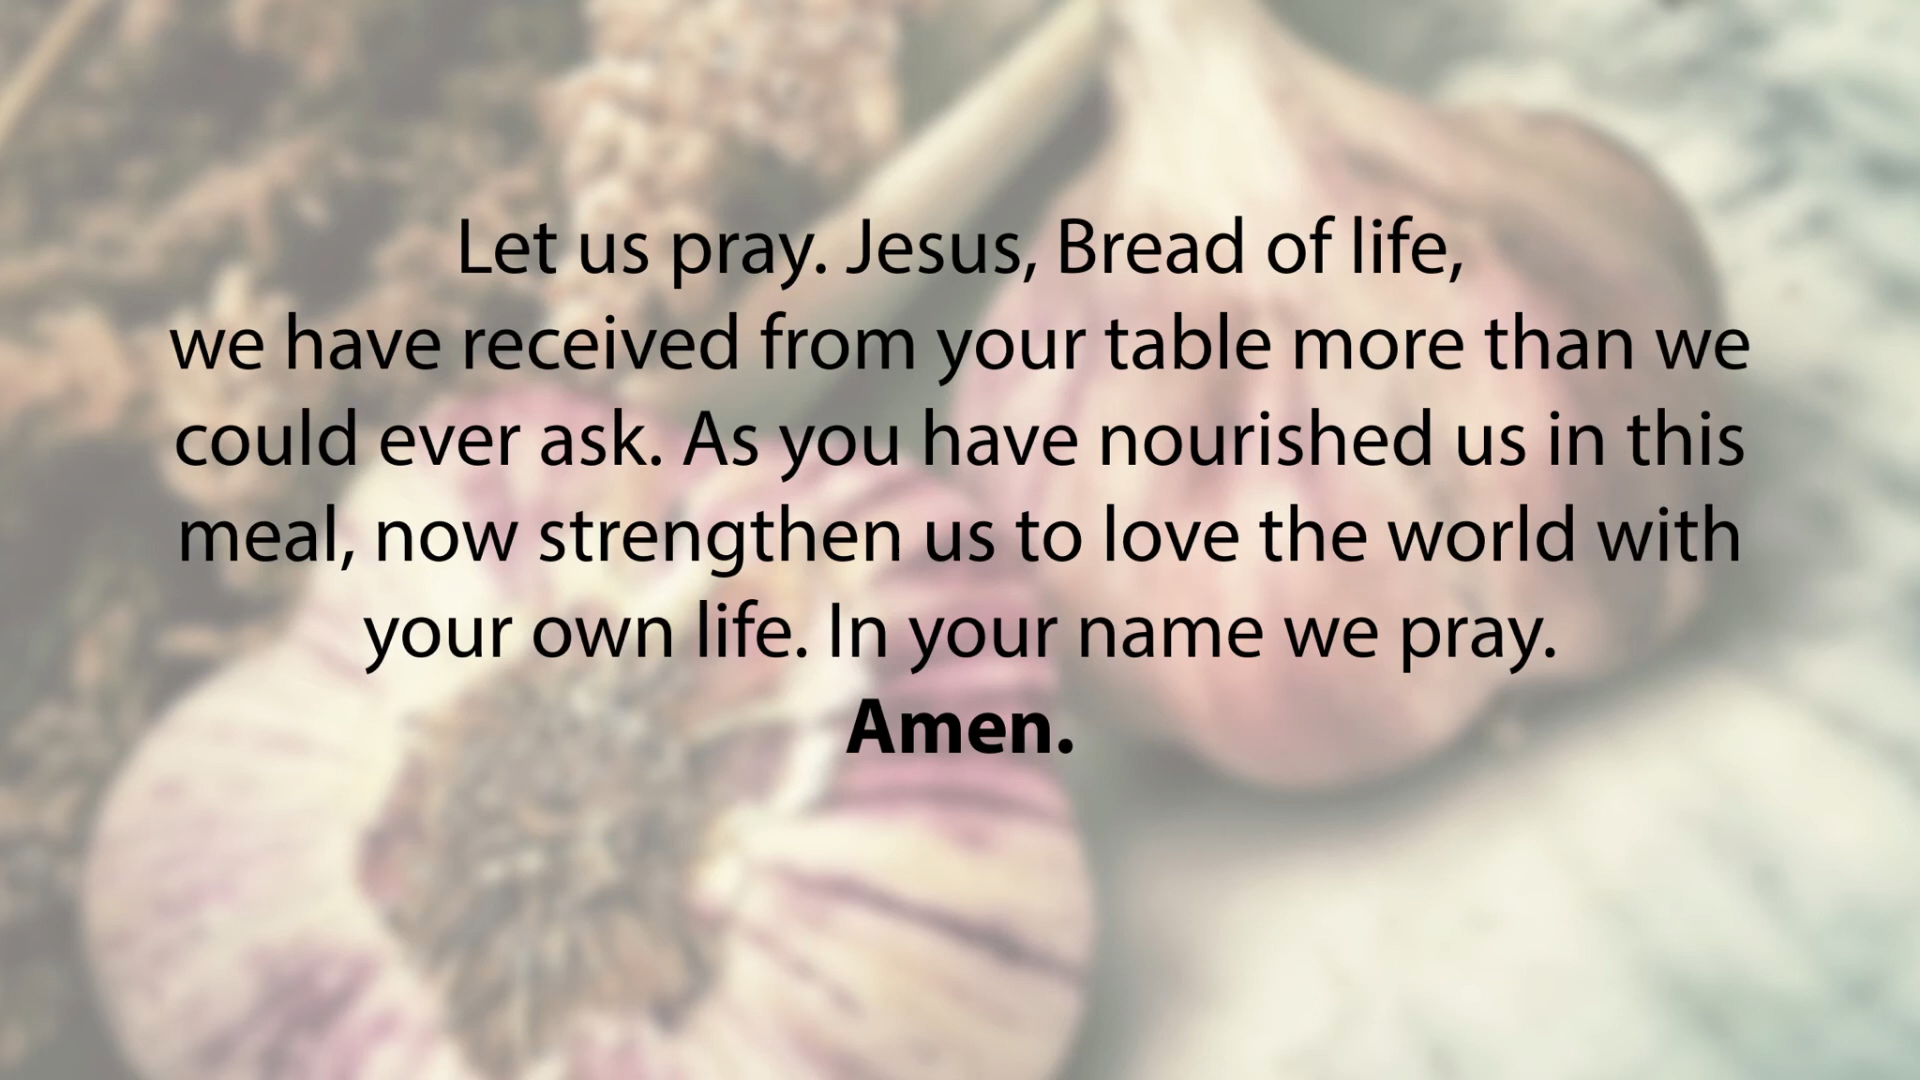 Let us pray. Jesus, Bread of life,
we have received from your table more than we
could ever ask. As you have nourished us in this
meal, now strengthen us to love the world with
your own life. In your name we pray.
Amen.